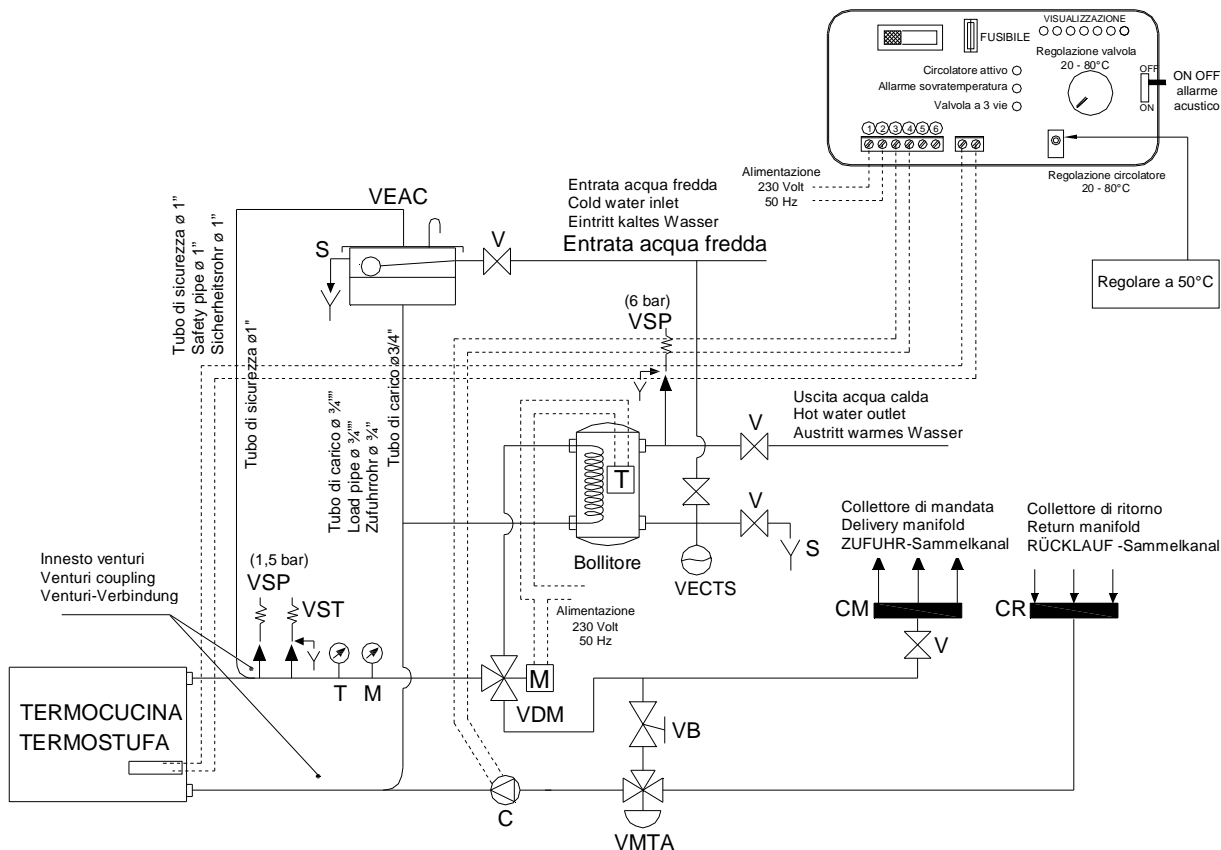 VISUALIZZAZIONE
FUSIBILE
Regolazione valvola
20 - 80°C
Circolatore attivo
Allarme sovratemperatura
Valvola a 3 vie
OFF
ON
ON OFF
allarme
acustico
1 2 3 4 5 6
Alimentazione
230 Volt
50 Hz
Regolazione circolatore
20 - 80°C
Regolare a 50°C
VEAC
S
V
Entrata acqua fredda
Cold water inlet
Eintritt kaltes Wasser
Entrata acqua fredda
Tubo di sicurezza ø 1"
Safety pipe ø 1"
Sicherheitsrohr ø 1"
Tubo di sicurezza ø1"
Tubo di carico ø ¾""
Load pipe ø ¾""
Zufuhrrohr ø ¾"
Tubo di carico ø3/4"
(6 bar)
VSP
Uscita acqua calda
Hot water outlet
Austritt warmes Wasser
V
T
Bollitore
V
S
VECTS
Collettore di mandata
Delivery manifold
ZUFUHR-Sammelkanal
Collettore di ritorno
Return manifold
RÜCKLAUF -Sammelkanal
CM
CR
V
Innesto venturi
Venturi coupling
Venturi-Verbindung
(1,5 bar)
VSP
VST
T
M
Alimentazione
230 Volt
50 Hz
M
VDM
VB
TERMOCUCINA
TERMOSTUFA
C
VMTA